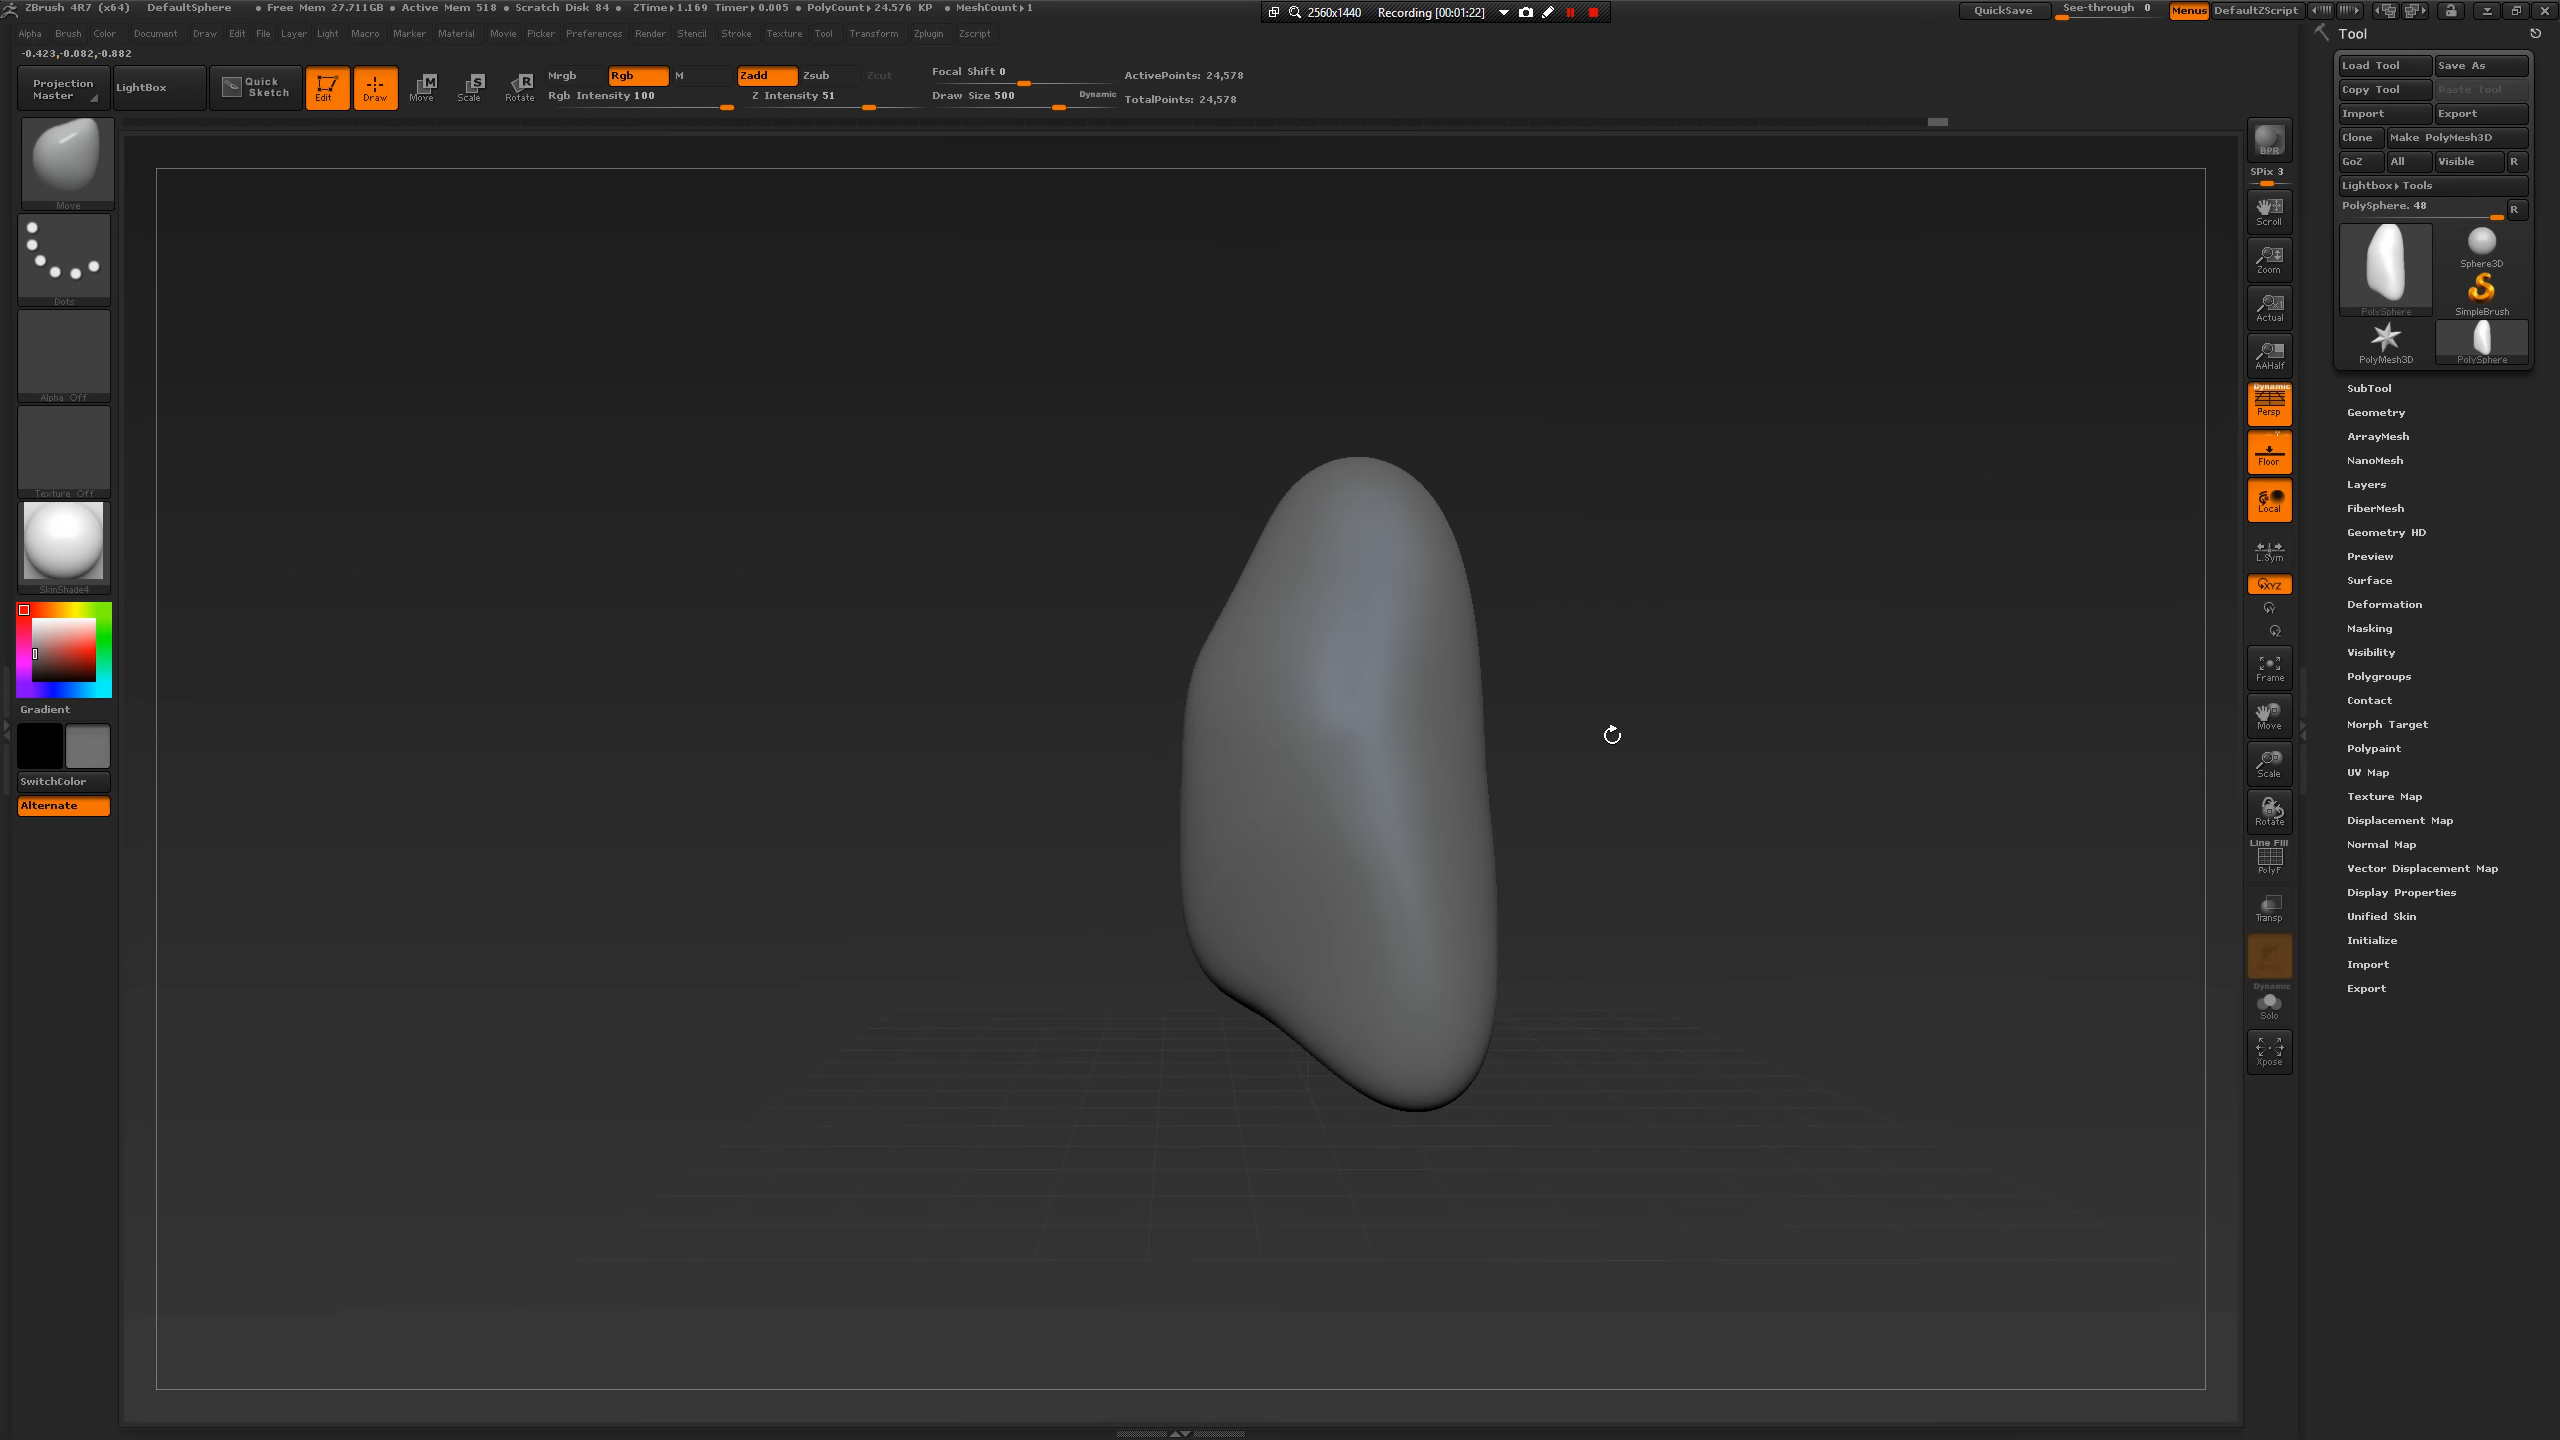 ZBrush 4R7 (x64) DefaultSphere • Free Mem 27.711GB • Active Mem 518 • Scratch Disk 84 • ZTime▸1.169 Timer▸0.005 • PolyCount▸24.576 KP • MeshCount▸1
2560x1440 Recording [00:01:22]
QuickSave See-through 0 Menus DefaultZScript
Alpha Brush Color Document Draw Edit File Layer Light Macro Marker Material Movie Picker Preferences Render Stencil Stroke Texture Tool Transform Zplugin Zscript
-0.423,-0.082,-0.882
Projection Master
LightBox
Quick Sketch
Edit
Draw
Move
Scale
Rotate
Mrgb Rgb M Zadd Zsub Zcut
Rgb Intensity 100 Z Intensity 51
Focal Shift 0
Draw Size 500 Dynamic
ActivePoints: 24,578
TotalPoints: 24,578
Move
Dots
Alpha Off
Texture Off
SkinShade4
Gradient
SwitchColor
Alternate
BPR
SPix 3
Scroll
Zoom
Actual
AAHalf
Dynamic
Persp
Floor
Local
L.Sym
XYZ
Y
Z
Frame
Move
Scale
Rotate
Line Fill
PolyF
Transp
Dynamic
Solo
Xpose
Tool
Load Tool Save As
Copy Tool Paste Tool
Import Export
Clone Make PolyMesh3D
GoZ All Visible R
Lightbox▸Tools
PolySphere. 48 R
PolySphere
Sphere3D
SimpleBrush
PolyMesh3D
PolySphere
SubTool
Geometry
ArrayMesh
NanoMesh
Layers
FiberMesh
Geometry HD
Preview
Surface
Deformation
Masking
Visibility
Polygroups
Contact
Morph Target
Polypaint
UV Map
Texture Map
Displacement Map
Normal Map
Vector Displacement Map
Display Properties
Unified Skin
Initialize
Import
Export